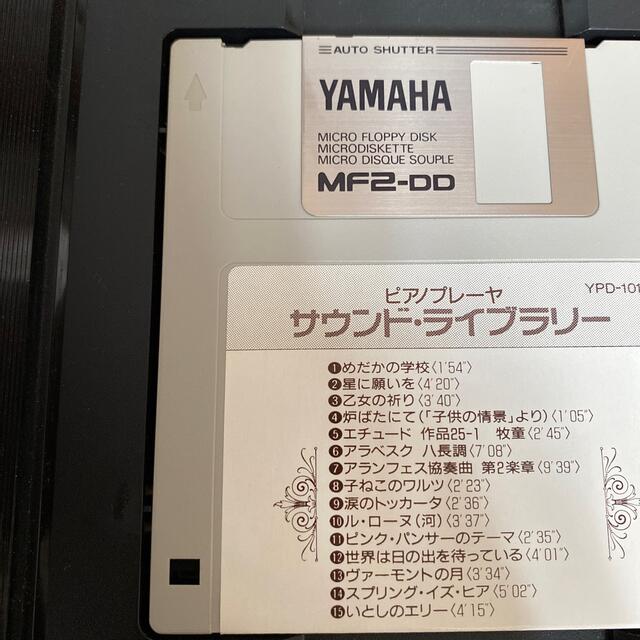 AUTO SHUTTER
YAMAHA
MICRO FLOPPY DISK
MICRODISKETTE
MICRO DISQUE SOUPLE
MF2-DD
ピアノプレーヤ
YPD-101
サウンド・ライブラリー
❶めだかの学校〈1'54"〉
❷星に願いを〈4'20"〉
❸乙女の祈り〈3'40"〉
❹炉ばたにて(「子供の情景」より)〈1'05"〉
❺エチュード 作品25-1 牧童〈2'45"〉
❻アラベスク ハ長調〈7'08"〉
❼アランフェス協奏曲 第2楽章〈9'39"〉
❽子ねこのワルツ〈2'23"〉
❾涙のトッカータ〈2'36"〉
❿ル・ローヌ(河)〈3'37"〉
⓫ピンク・パンサーのテーマ〈2'35"〉
⓬世界は日の出を待っている〈4'01"〉
⓭ヴァーモントの月〈3'34"〉
⓮スプリング・イズ・ヒア〈5'02"〉
⓯いとしのエリー〈4'15"〉